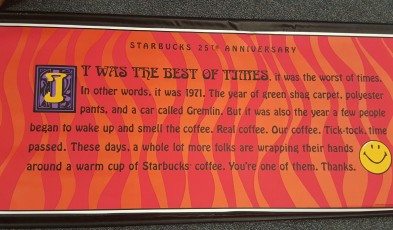 STARBUCKS 25TH ANNIVERSARY
IT WAS THE BEST OF TIMES, it was the worst of times.
In other words, it was 1971. The year of green shag carpet, polyester
pants, and a car called Gremlin. But it was also the year a few people
began to wake up and smell the coffee. Real coffee. Our coffee. Tick-tock, time
passed. These days, a whole lot more folks are wrapping their hands
around a warm cup of Starbucks coffee. You're one of them. Thanks.